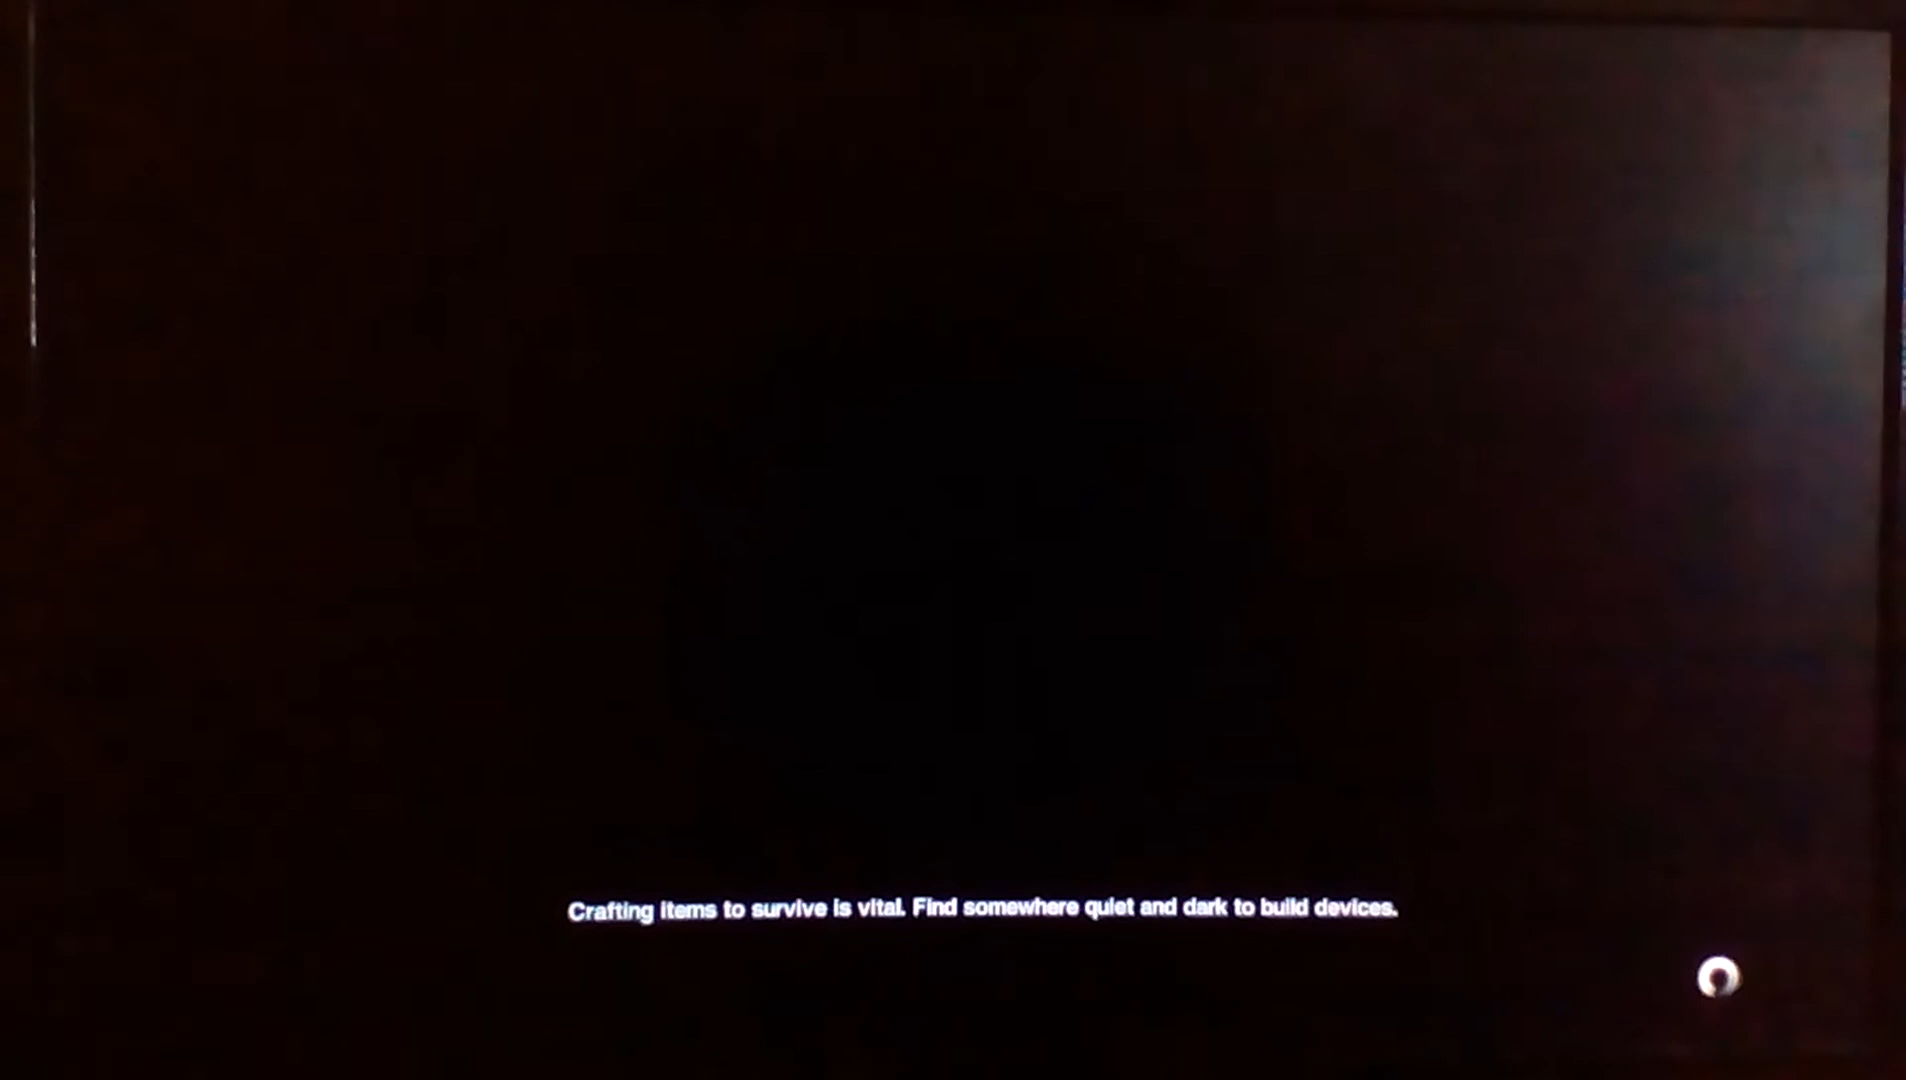 Crafting items to survive is vital. Find somewhere quiet and dark to build devices.